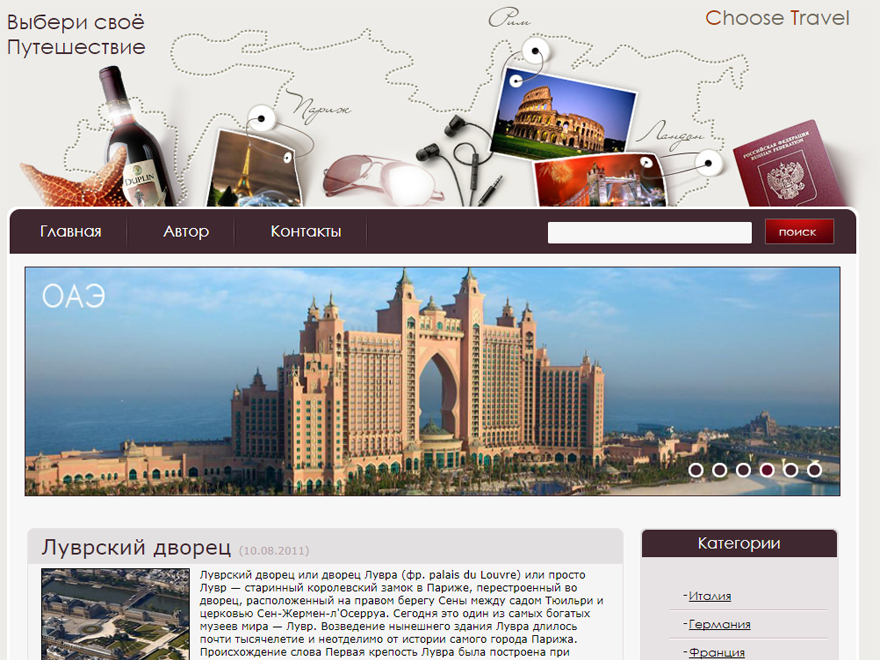 Выбери своё
Путешествие
Choose Travel
Рим
Париж
Лондон
DUPLIN
РОССИЙСКАЯ ФЕДЕРАЦИЯ
RUSSIAN FEDERATION
Главная
Автор
Контакты
поиск
ОАЭ
Луврский дворец (10.08.2011)
Луврский дворец или дворец Лувра (фр. palais du Louvre) или просто
Лувр — старинный королевский замок в Париже, перестроенный во
дворец, расположенный на правом берегу Сены между садом Тюильри и
церковью Сен-Жермен-л'Осерруа. Сегодня это один из самых богатых
музеев мира — Лувр. Возведение нынешнего здания Лувра длилось
почти тысячелетие и неотделимо от истории самого города Парижа.
Происхождение слова Первая крепость Лувра была построена при
Категории
-Италия
-Германия
-Франция